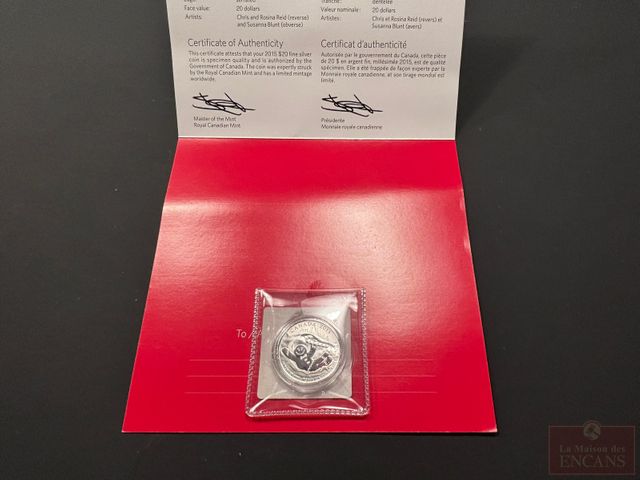 Face value: 20 dollars
Artists: Chris and Rosina Reid (reverse)
and Susanna Blunt (obverse)
Certificate of Authenticity
This certificate attests that your 2015 $20 fine silver
coin is specimen quality and is authorized by the
Government of Canada. The coin was expertly struck
by the Royal Canadian Mint and has a limited mintage
worldwide.
Master of the Mint
Royal Canadian Mint
Tranche : dentelée
Valeur nominale : 20 dollars
Artistes : Chris et Rosina Reid (revers) et
Susanna Blunt (avers)
Certificat d'authenticité
Autorisée par le gouvernement du Canada, cette pièce
de 20 $ en argent fin, millésimée 2015, est de qualité
spécimen. Elle a été frappée de façon experte par la
Monnaie royale canadienne, et son tirage mondial est
limité.
Présidente
Monnaie royale canadienne
To /
CANADA 2015
La Maison des
ENCANS